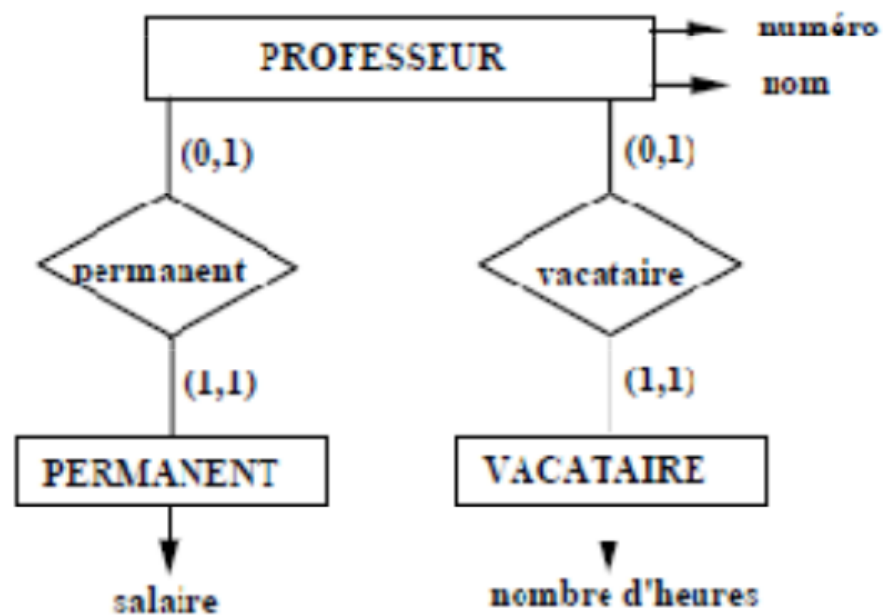 numéro
PROFESSEUR
nom
(0,1) (0,1)
permanent vacataire
(1,1) (1,1)
PERMANENT VACATAIRE
salaire nombre d'heures